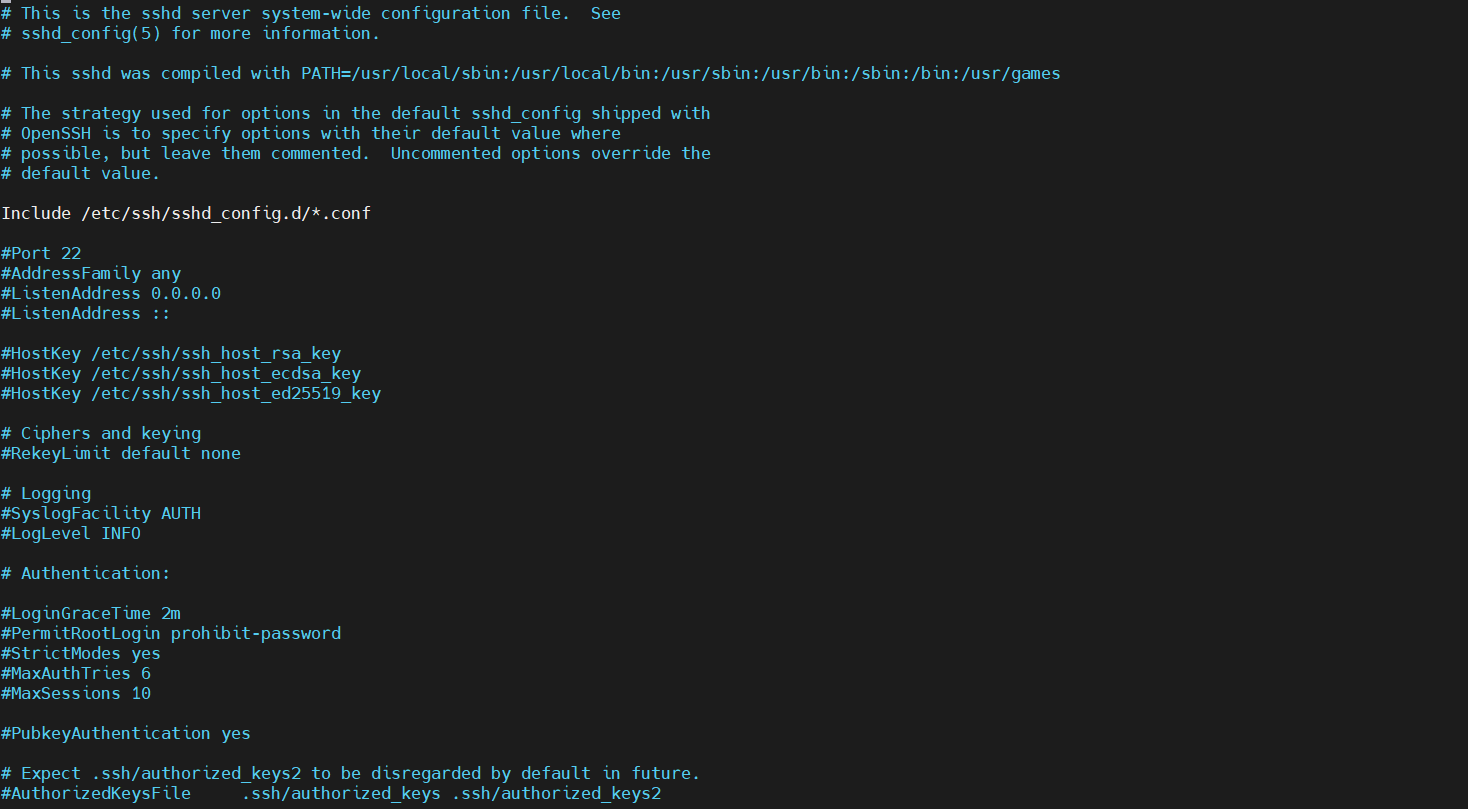 # This is the sshd server system-wide configuration file.  See
# sshd_config(5) for more information.

# This sshd was compiled with PATH=/usr/local/sbin:/usr/local/bin:/usr/sbin:/usr/bin:/sbin:/bin:/usr/games

# The strategy used for options in the default sshd_config shipped with
# OpenSSH is to specify options with their default value where
# possible, but leave them commented.  Uncommented options override the
# default value.

Include /etc/ssh/sshd_config.d/*.conf

#Port 22
#AddressFamily any
#ListenAddress 0.0.0.0
#ListenAddress ::

#HostKey /etc/ssh/ssh_host_rsa_key
#HostKey /etc/ssh/ssh_host_ecdsa_key
#HostKey /etc/ssh/ssh_host_ed25519_key

# Ciphers and keying
#RekeyLimit default none

# Logging
#SyslogFacility AUTH
#LogLevel INFO

# Authentication:

#LoginGraceTime 2m
#PermitRootLogin prohibit-password
#StrictModes yes
#MaxAuthTries 6
#MaxSessions 10

#PubkeyAuthentication yes

# Expect .ssh/authorized_keys2 to be disregarded by default in future.
#AuthorizedKeysFile     .ssh/authorized_keys .ssh/authorized_keys2